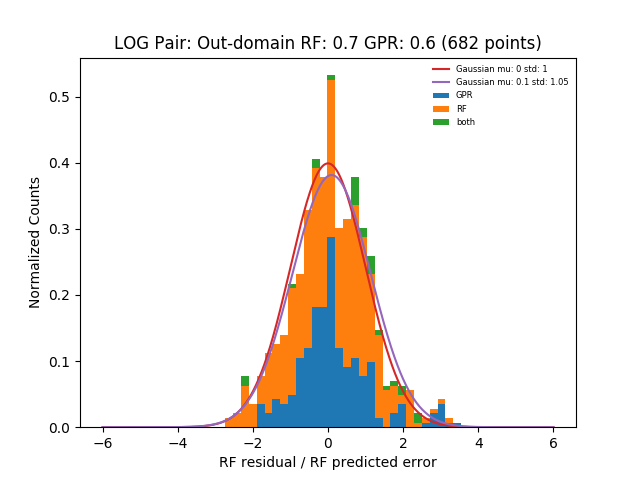 LOG Pair: Out-domain RF: 0.7 GPR: 0.6 (682 points)
Gaussian mu: 0 std: 1
Gaussian mu: 0.1 std: 1.05
GPR
RF
both
Normalized Counts
0.5
0.4
0.3
0.2
0.1
0.0
−6 −4 −2 0 2 4 6
RF residual / RF predicted error